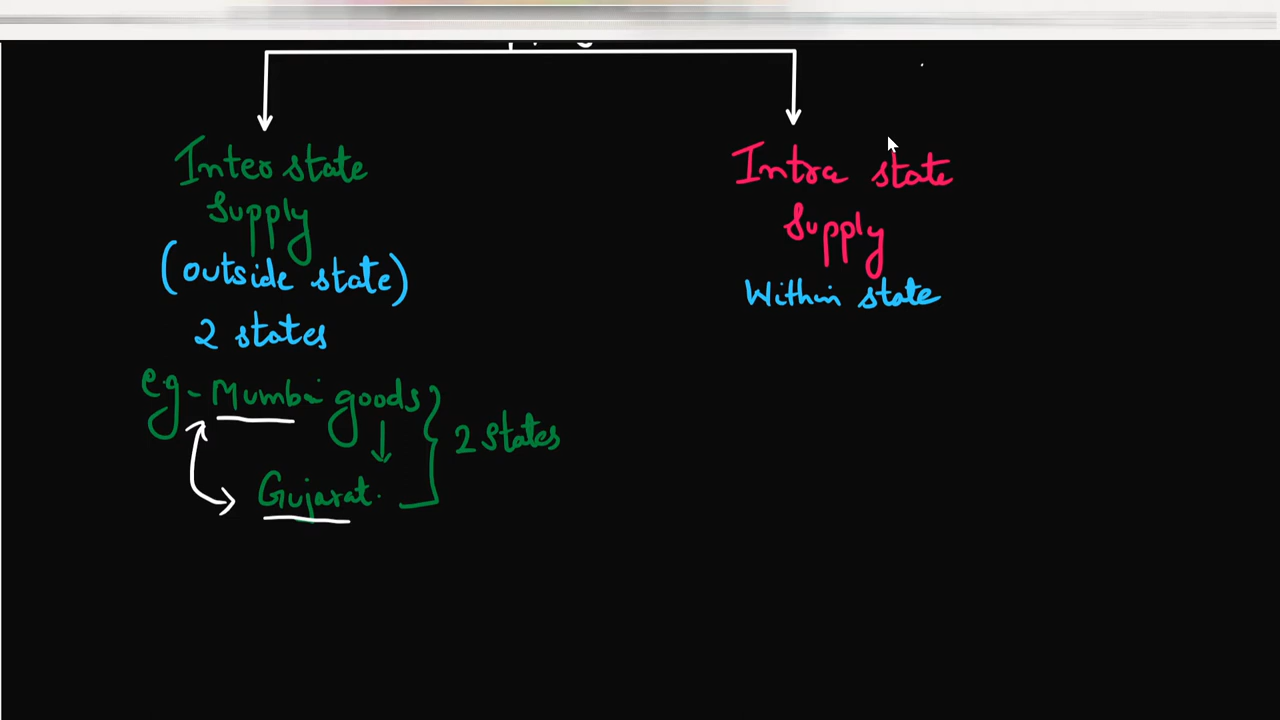 Inter state
Supply
(outside state)
2 states
e.g- Mumbai goods
2 states
Gujarat.
Intra state
Supply
Within state